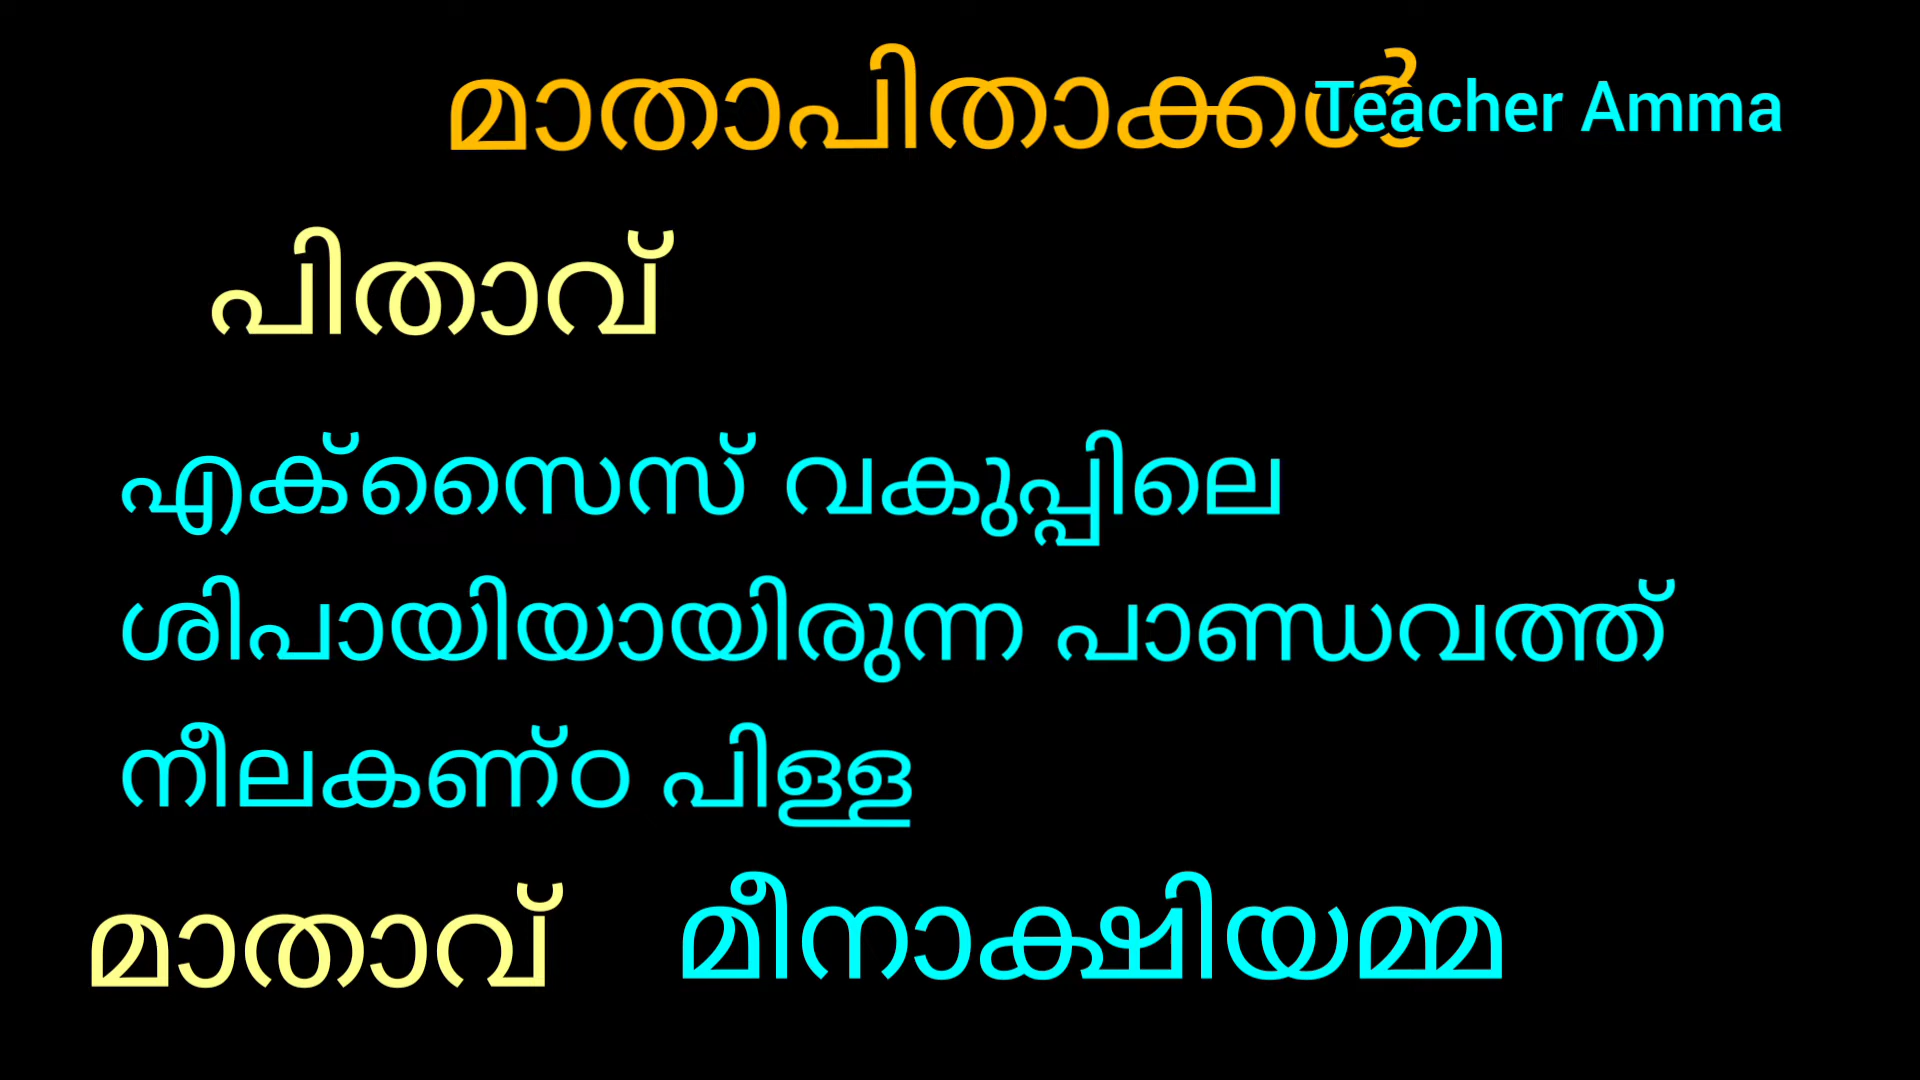 മാതാപിതാക്കൾ
Teacher Amma
പിതാവ്
എക്സൈസ് വകുപ്പിലെ
ശിപായിയായിരുന്ന പാണ്ഡവത്ത്
നീലകണ്ഠ പിള്ള
മാതാവ് മീനാക്ഷിയമ്മ